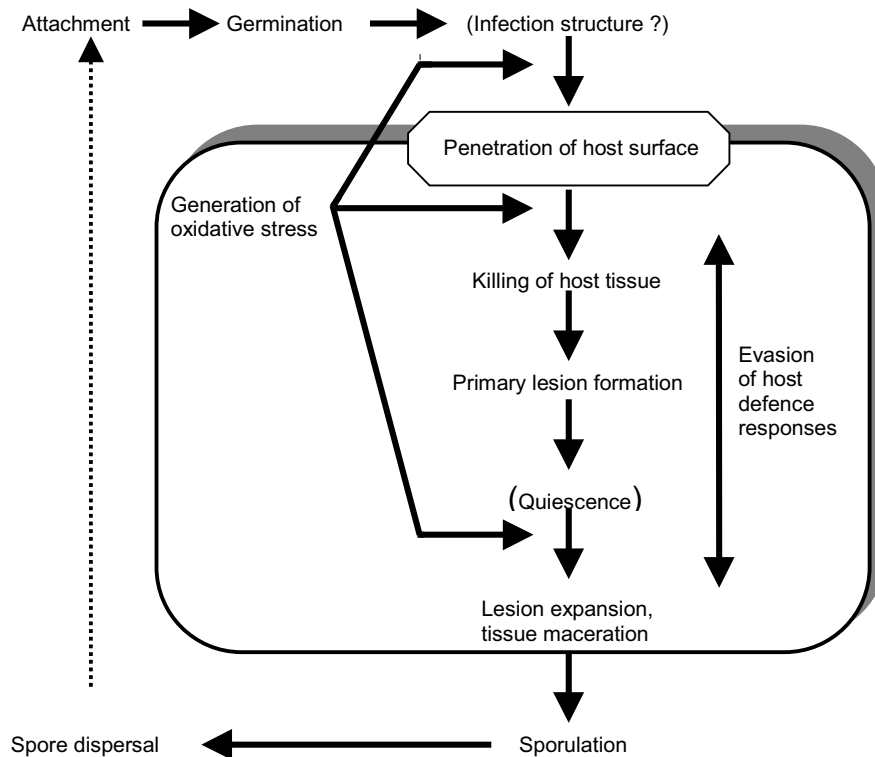 Attachment
Germination
(Infection structure ?)
Penetration of host surface
Generation of
oxidative stress
Killing of host tissue
Primary lesion formation
Evasion
of host
defence
responses
(Quiescence)
Lesion expansion,
tissue maceration
Spore dispersal
Sporulation